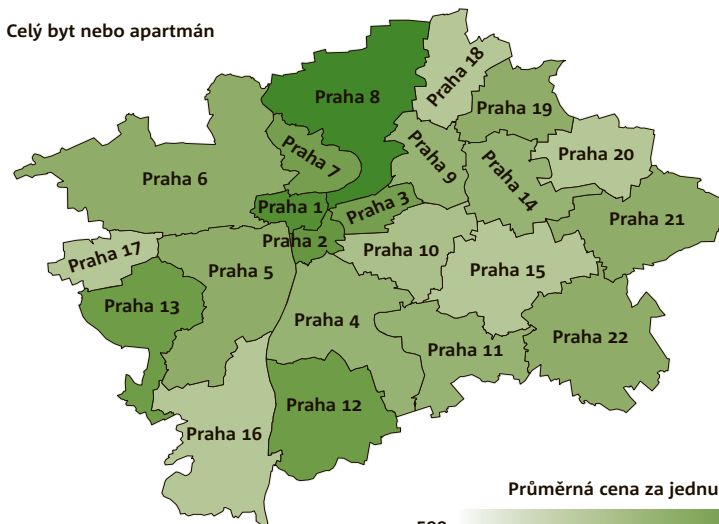 Celý byt nebo apartmán
Praha 18
Praha 8
Praha 19
Praha 7
Praha 9
Praha 20
Praha 6
Praha 14
Praha 1
Praha 3
Praha 21
Praha 2
Praha 10
Praha 17
Praha 5
Praha 15
Praha 13
Praha 4
Praha 22
Praha 11
Praha 12
Praha 16
Průměrná cena za jednu